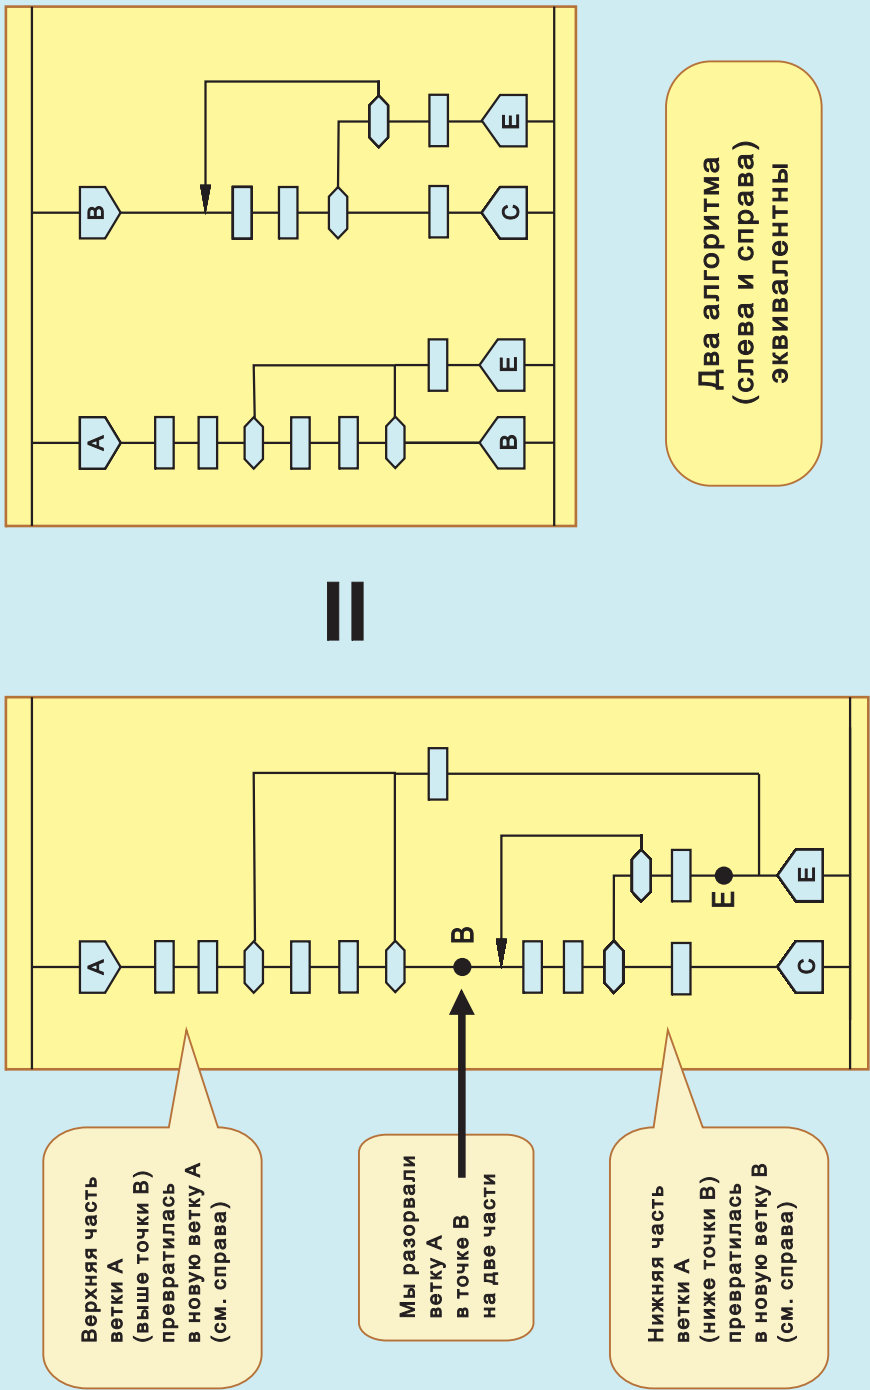 Верхняя часть
ветки А
(выше точки В)
превратилась
в новую ветку А
(см. справа)
Мы разорвали
ветку А
в точке В
на две части
Нижняя часть
ветки А
(ниже точки В)
превратилась
в новую ветку В
(см. справа)
А
В
Е
С
Е
=
А
В
Е
В
С
Е
Два алгоритма
(слева и справа)
эквивалентны